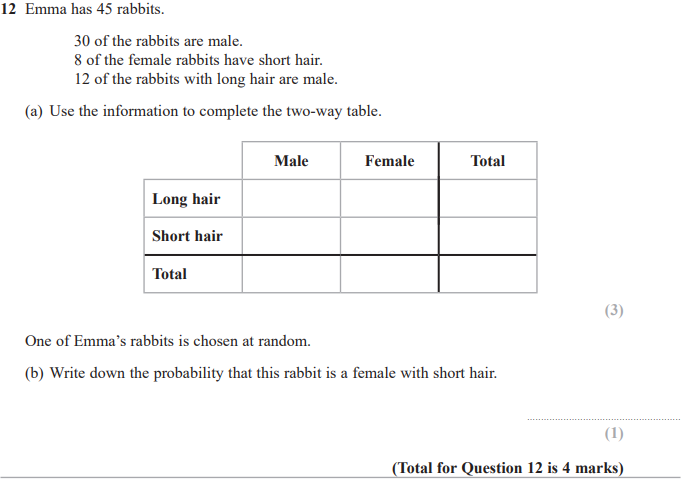 12 Emma has 45 rabbits.
30 of the rabbits are male.
8 of the female rabbits have short hair.
12 of the rabbits with long hair are male.
(a) Use the information to complete the two-way table.
Male Female Total
Long hair
Short hair
Total
(3)
One of Emma’s rabbits is chosen at random.
(b) Write down the probability that this rabbit is a female with short hair.
(1)
(Total for Question 12 is 4 marks)